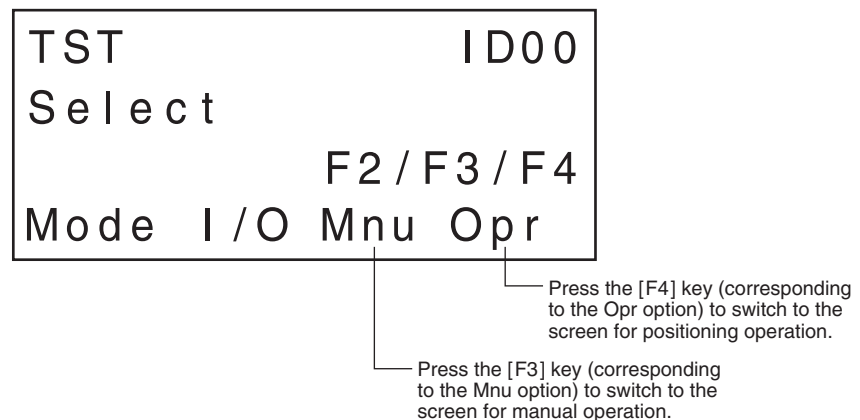 TST ID00
Select
F2/F3/F4
Mode I/O Mnu Opr
Press the [F4] key (corresponding
to the Opr option) to switch to the
screen for positioning operation.
Press the [F3] key (corresponding
to the Mnu option) to switch to the
screen for manual operation.